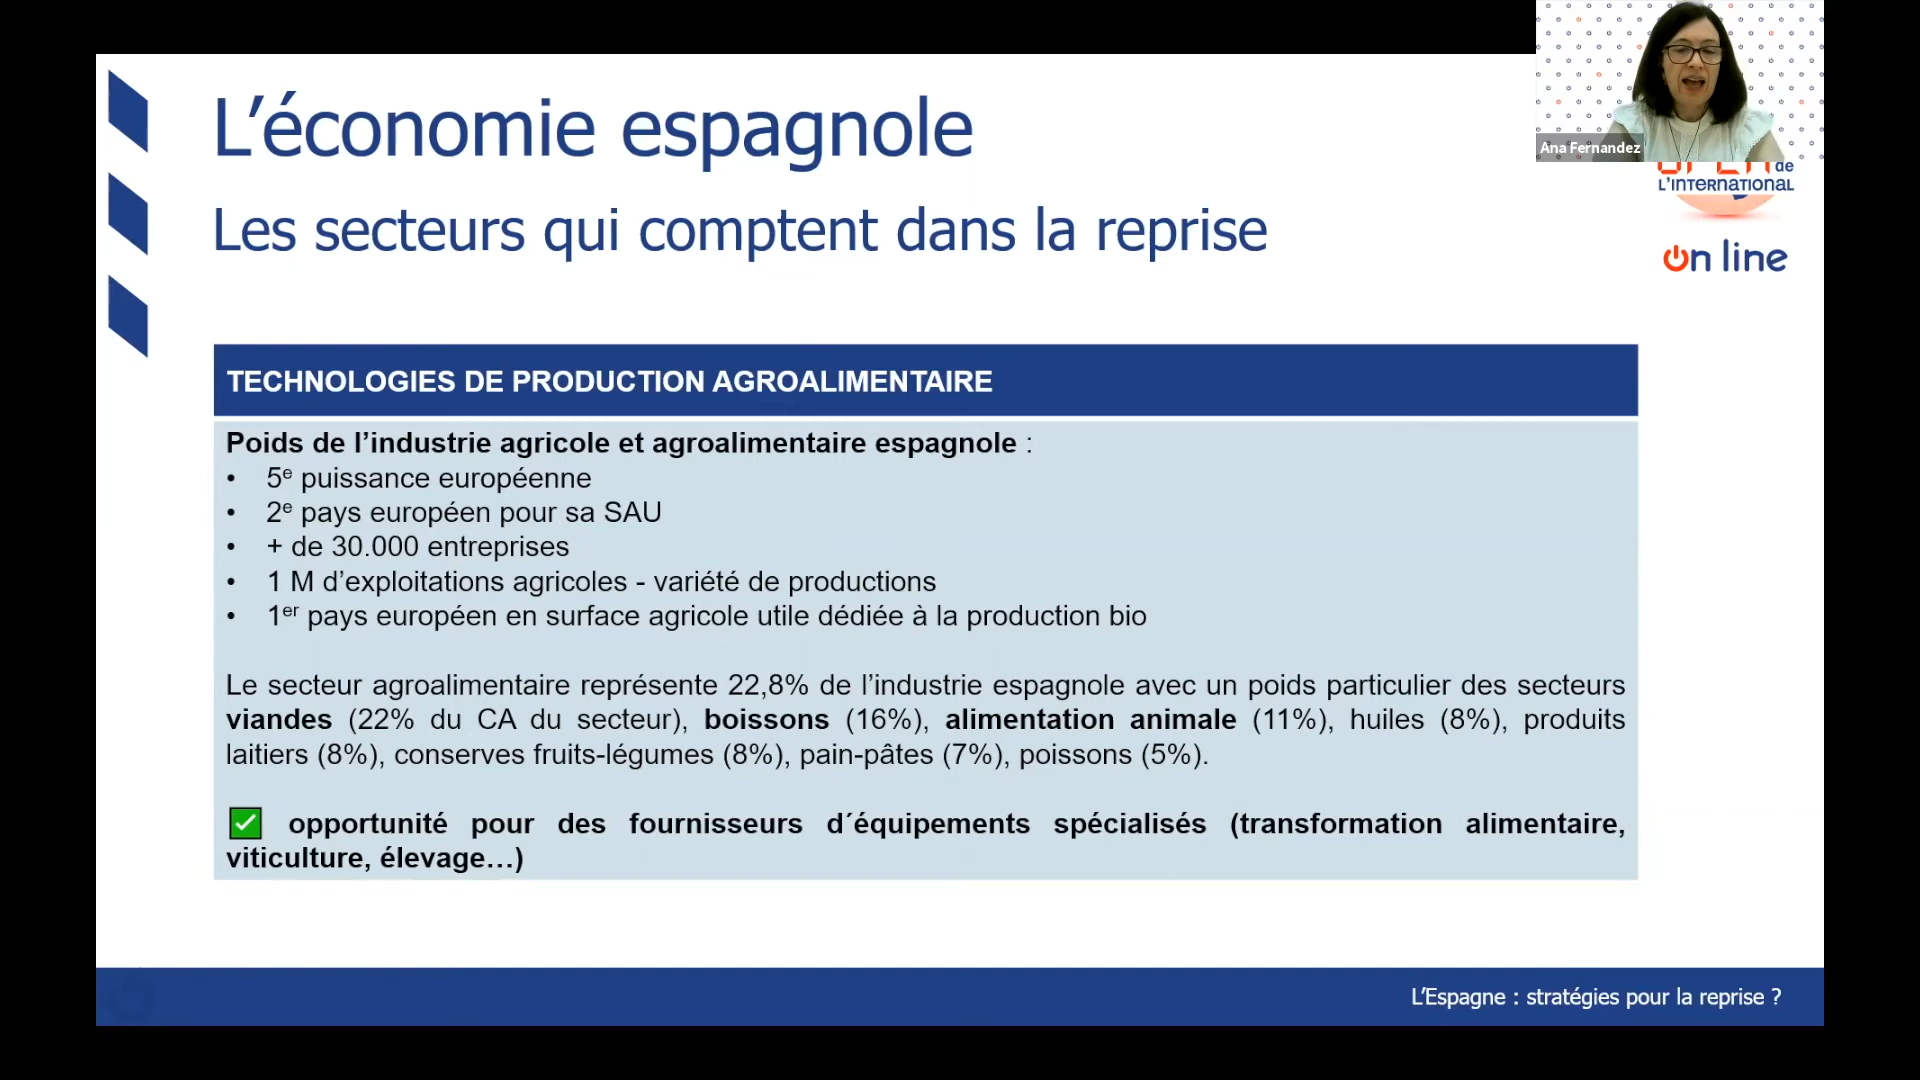 L’économie espagnole
Les secteurs qui comptent dans la reprise
Ana Fernandez
OPEN de
L'INTERNATIONAL
on line
TECHNOLOGIES DE PRODUCTION AGROALIMENTAIRE
Poids de l’industrie agricole et agroalimentaire espagnole :
• 5e puissance européenne
• 2e pays européen pour sa SAU
• + de 30.000 entreprises
• 1 M d’exploitations agricoles - variété de productions
• 1er pays européen en surface agricole utile dédiée à la production bio
Le secteur agroalimentaire représente 22,8% de l’industrie espagnole avec un poids particulier des secteurs
viandes (22% du CA du secteur), boissons (16%), alimentation animale (11%), huiles (8%), produits
laitiers (8%), conserves fruits-légumes (8%), pain-pâtes (7%), poissons (5%).
✅ opportunité pour des fournisseurs d´équipements spécialisés (transformation alimentaire,
viticulture, élevage…)
L’Espagne : stratégies pour la reprise ?